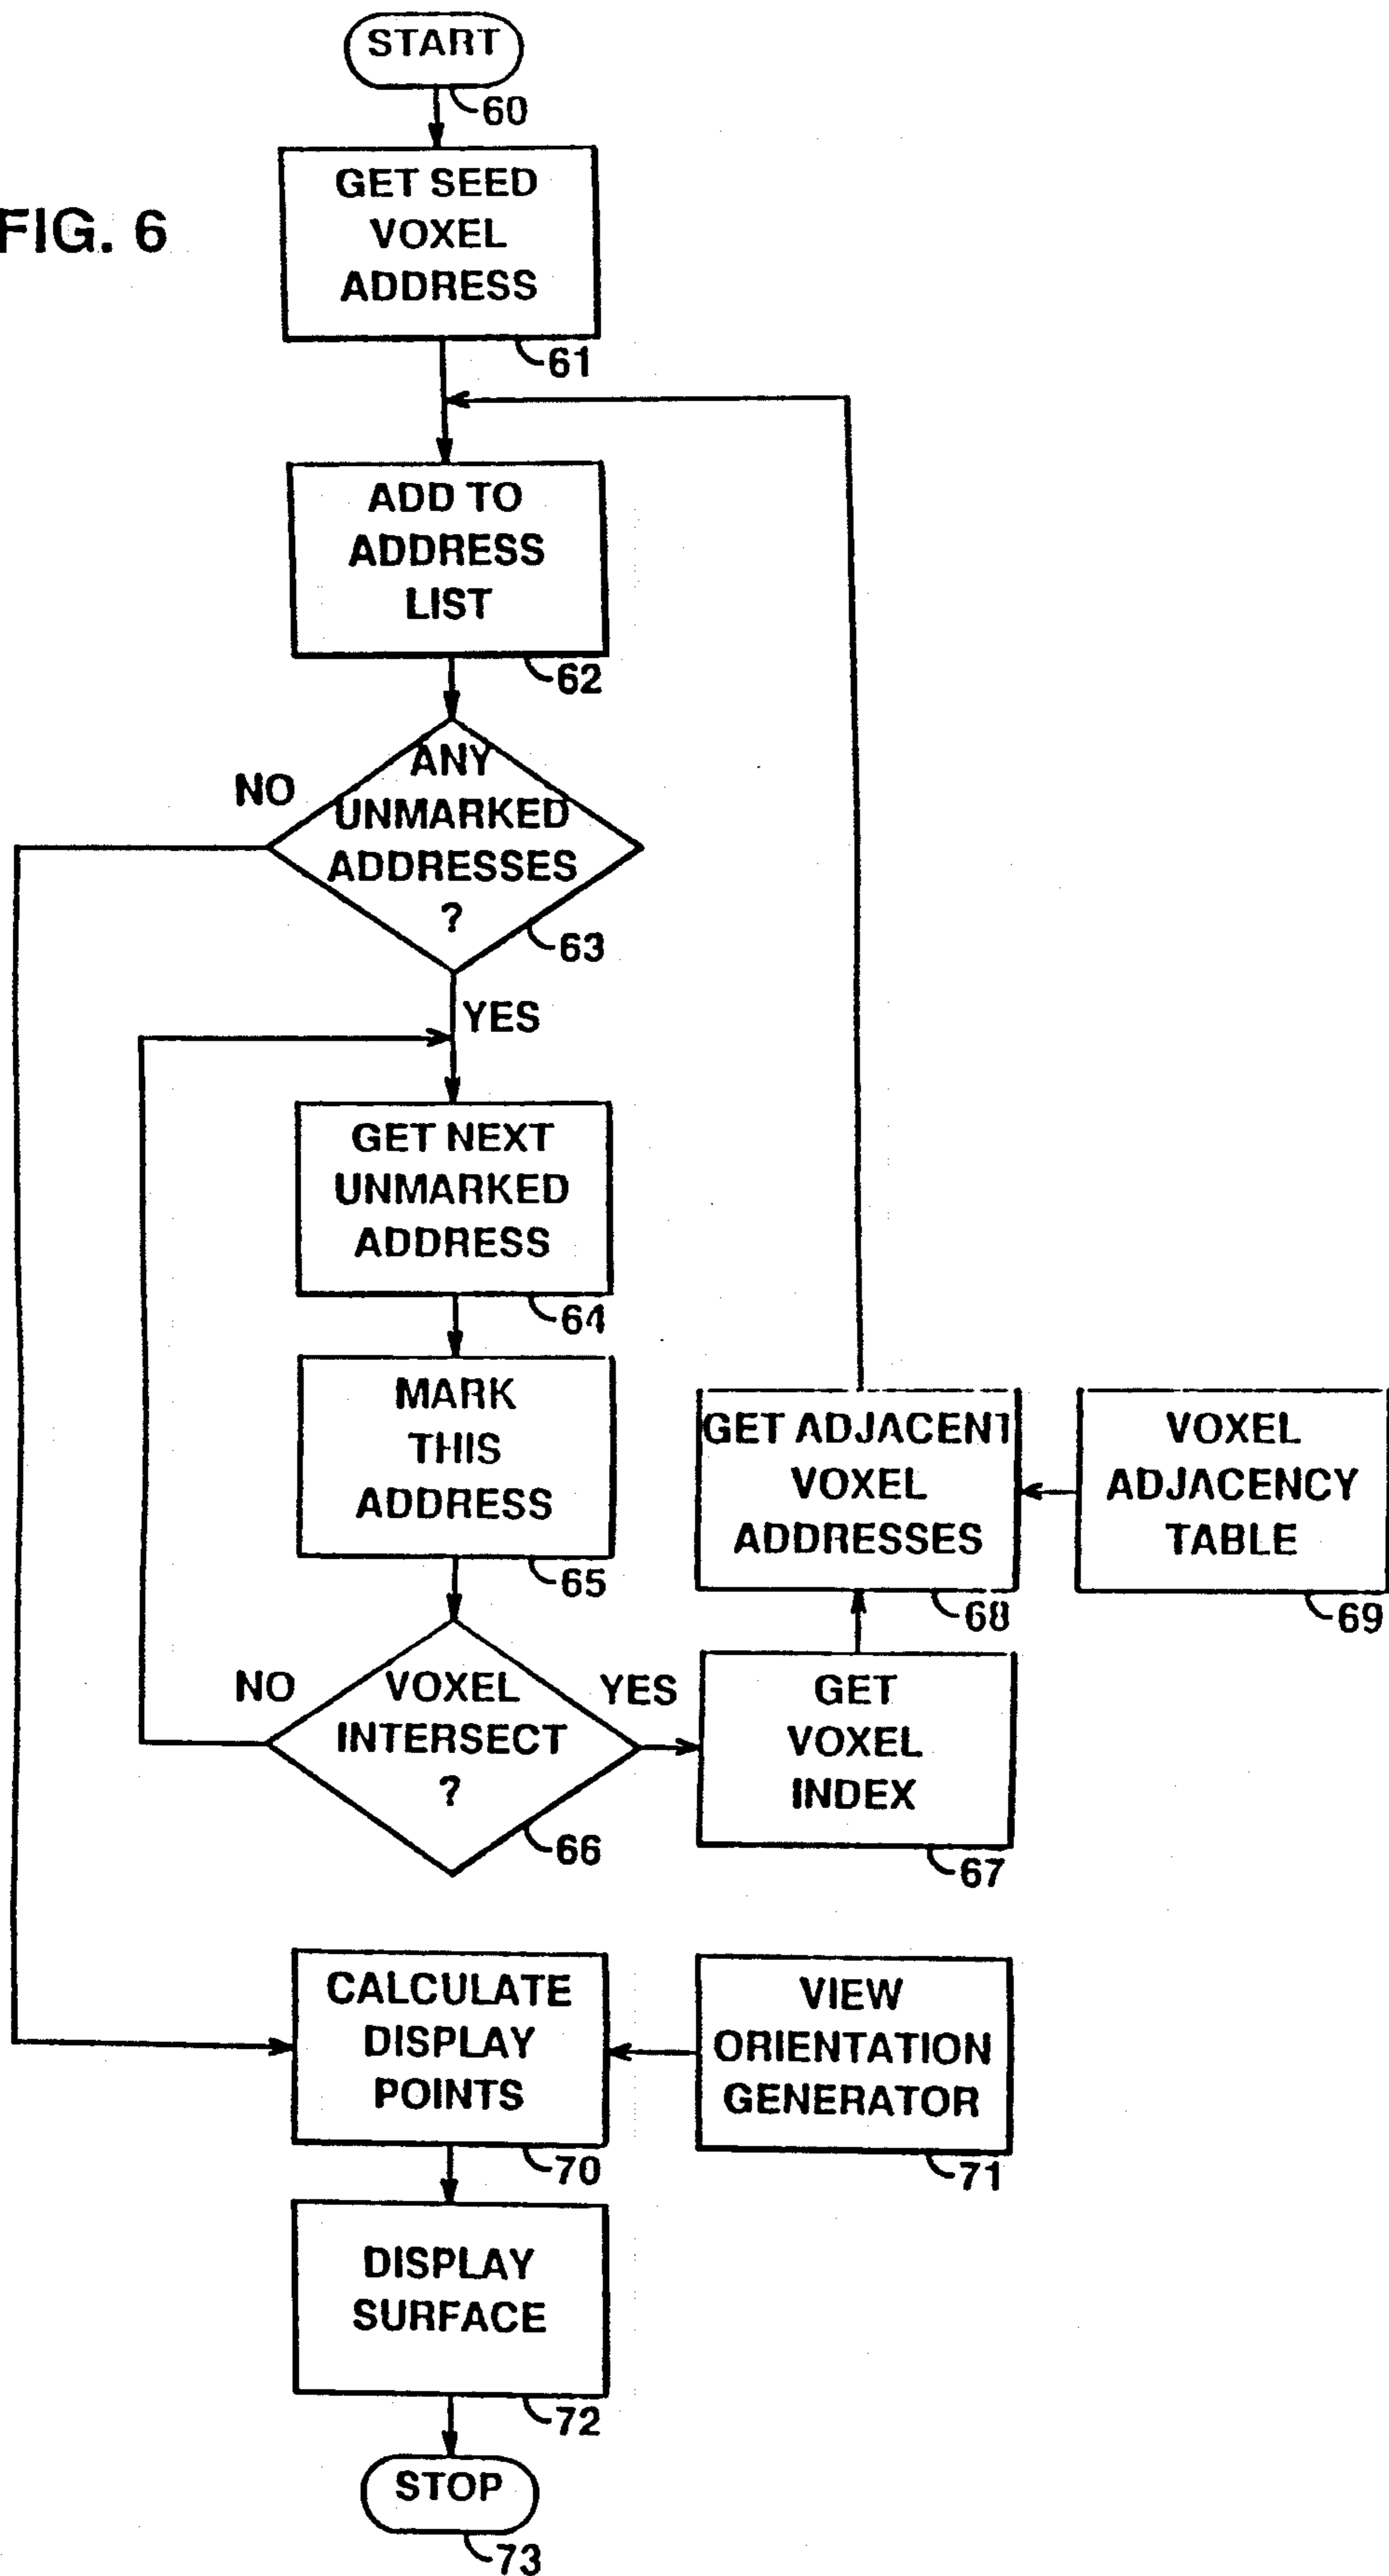 START
60
FIG. 6
GET SEED
VOXEL
ADDRESS
61
ADD TO
ADDRESS
LIST
62
NO
ANY
UNMARKED
ADDRESSES
?
63
YES
GET NEXT
UNMARKED
ADDRESS
64
MARK
THIS
ADDRESS
65
GET ADJACENT
VOXEL
ADDRESSES
68
VOXEL
ADJACENCY
TABLE
69
NO
VOXEL
INTERSECT
?
66
YES
GET
VOXEL
INDEX
67
CALCULATE
DISPLAY
POINTS
70
VIEW
ORIENTATION
GENERATOR
71
DISPLAY
SURFACE
72
STOP
73